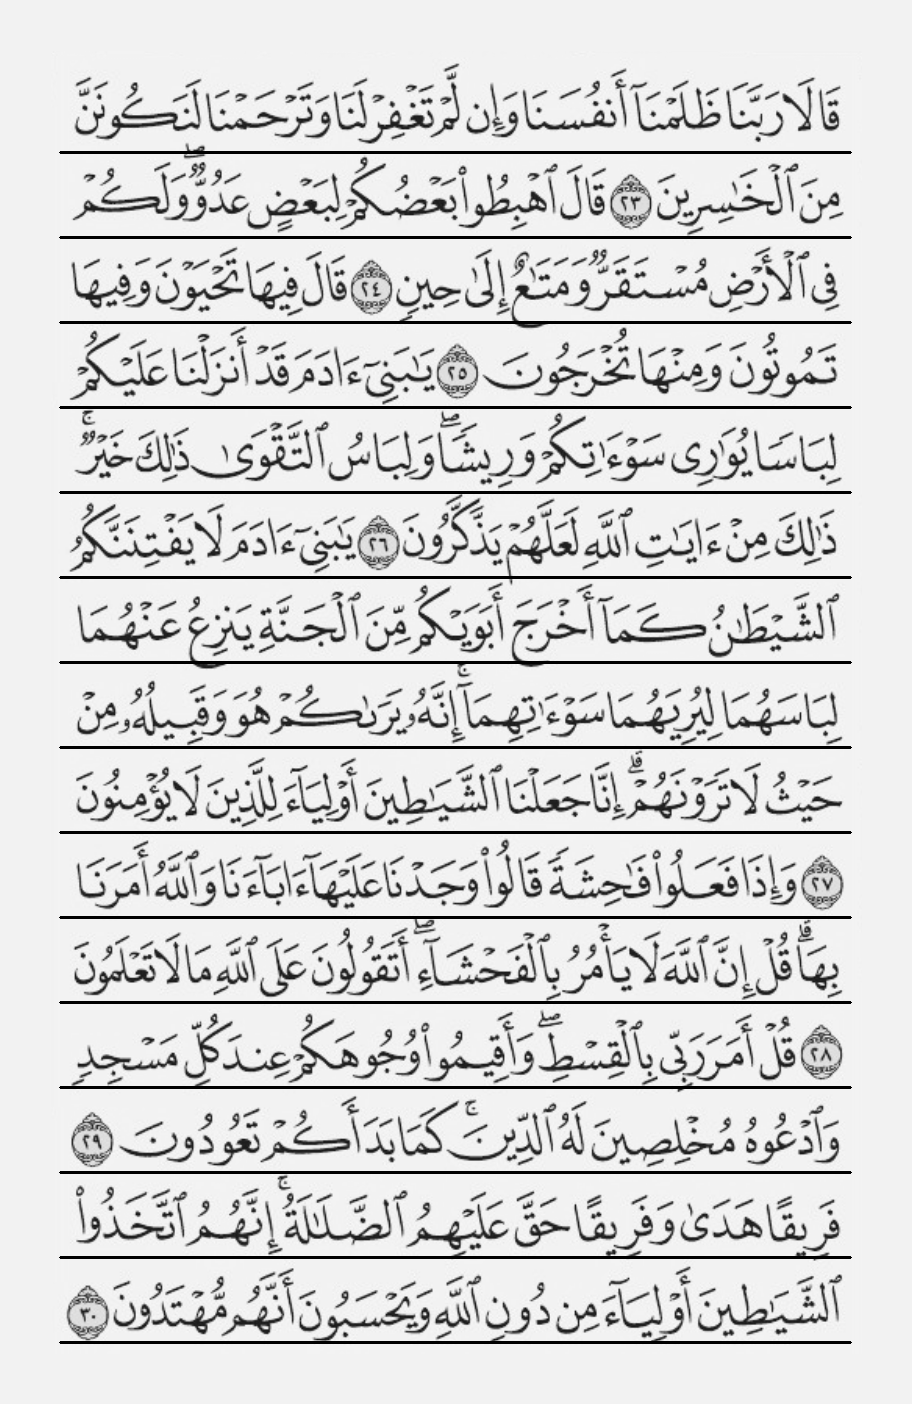 قَالَا رَبَّنَا ظَلَمْنَآ أَنفُسَنَا وَإِن لَّمْ تَغْفِرْ لَنَا وَتَرْحَمْنَا لَنَكُونَنَّ
مِنَ ٱلْخَٰسِرِينَ ٢٣ قَالَ ٱهْبِطُوا۟ بَعْضُكُمْ لِبَعْضٍ عَدُوٌّ ۖ وَلَكُمْ
فِى ٱلْأَرْضِ مُسْتَقَرٌّ وَمَتَٰعٌ إِلَىٰ حِينٍ ٢٤ قَالَ فِيهَا تَحْيَوْنَ وَفِيهَا
تَمُوتُونَ وَمِنْهَا تُخْرَجُونَ ٢٥ يَٰبَنِىٓ ءَادَمَ قَدْ أَنزَلْنَا عَلَيْكُمْ
لِبَاسًا يُوَٰرِى سَوْءَٰتِكُمْ وَرِيشًا ۖ وَلِبَاسُ ٱلتَّقْوَىٰ ذَٰلِكَ خَيْرٌ ۚ
ذَٰلِكَ مِنْ ءَايَٰتِ ٱللَّهِ لَعَلَّهُمْ يَذَّكَّرُونَ ٢٦ يَٰبَنِىٓ ءَادَمَ لَا يَفْتِنَنَّكُمُ
ٱلشَّيْطَٰنُ كَمَآ أَخْرَجَ أَبَوَيْكُم مِّنَ ٱلْجَنَّةِ يَنزِعُ عَنْهُمَا
لِبَاسَهُمَا لِيُرِيَهُمَا سَوْءَٰتِهِمَآ ۚ إِنَّهُۥ يَرَىٰكُمْ هُوَ وَقَبِيلُهُۥ مِنْ
حَيْثُ لَا تَرَوْنَهُمْ ۗ إِنَّا جَعَلْنَا ٱلشَّيَٰطِينَ أَوْلِيَآءَ لِلَّذِينَ لَا يُؤْمِنُونَ
٢٧ وَإِذَا فَعَلُوا۟ فَٰحِشَةً قَالُوا۟ وَجَدْنَا عَلَيْهَآ ءَابَآءَنَا وَٱللَّهُ أَمَرَنَا
بِهَا ۗ قُلْ إِنَّ ٱللَّهَ لَا يَأْمُرُ بِٱلْفَحْشَآءِ ۖ أَتَقُولُونَ عَلَى ٱللَّهِ مَا لَا تَعْلَمُونَ
٢٨ قُلْ أَمَرَ رَبِّى بِٱلْقِسْطِ ۖ وَأَقِيمُوا۟ وُجُوهَكُمْ عِندَ كُلِّ مَسْجِدٍ
وَٱدْعُوهُ مُخْلِصِينَ لَهُ ٱلدِّينَ ۚ كَمَا بَدَأَكُمْ تَعُودُونَ ٢٩
فَرِيقًا هَدَىٰ وَفَرِيقًا حَقَّ عَلَيْهِمُ ٱلضَّلَٰلَةُ ۚ إِنَّهُمُ ٱتَّخَذُوا۟
ٱلشَّيَٰطِينَ أَوْلِيَآءَ مِن دُونِ ٱللَّهِ وَيَحْسَبُونَ أَنَّهُم مُّهْتَدُونَ ٣٠